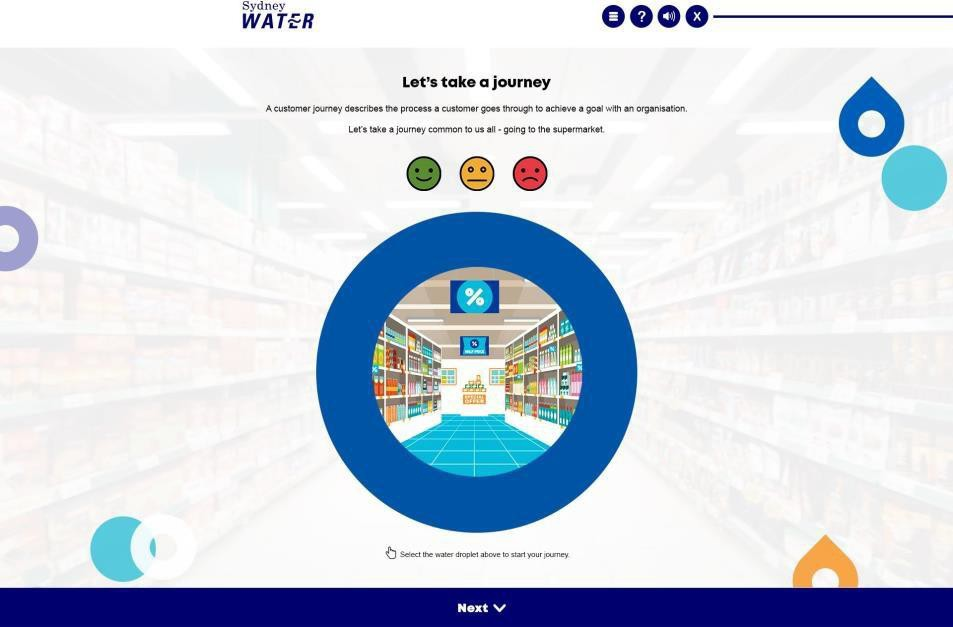 Sydney
WATER
?
X
Let's take a journey
A customer journey describes the process a customer goes through to achieve a goal with an organisation.
Let's take a journey common to us all - going to the supermarket.
%
%
HALF PRICE
%
%
SPECIAL
OFFER
Select the water droplet above to start your journey.
Next